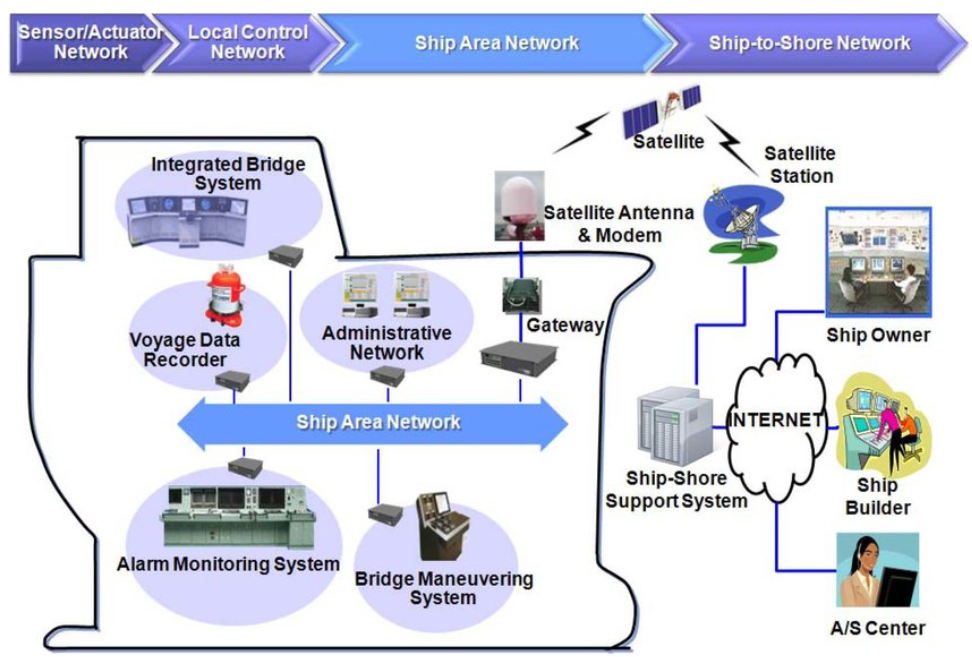 Sensor/Actuator
Network
Local Control
Network
Ship Area Network
Ship-to-Shore Network
Satellite
Satellite
Station
Integrated Bridge
System
Satellite Antenna
& Modem
Voyage Data
Recorder
Administrative
Network
Gateway
Ship Owner
Ship Area Network
INTERNET
Ship-Shore
Support System
Ship
Builder
Alarm Monitoring System
Bridge Maneuvering
System
A/S Center